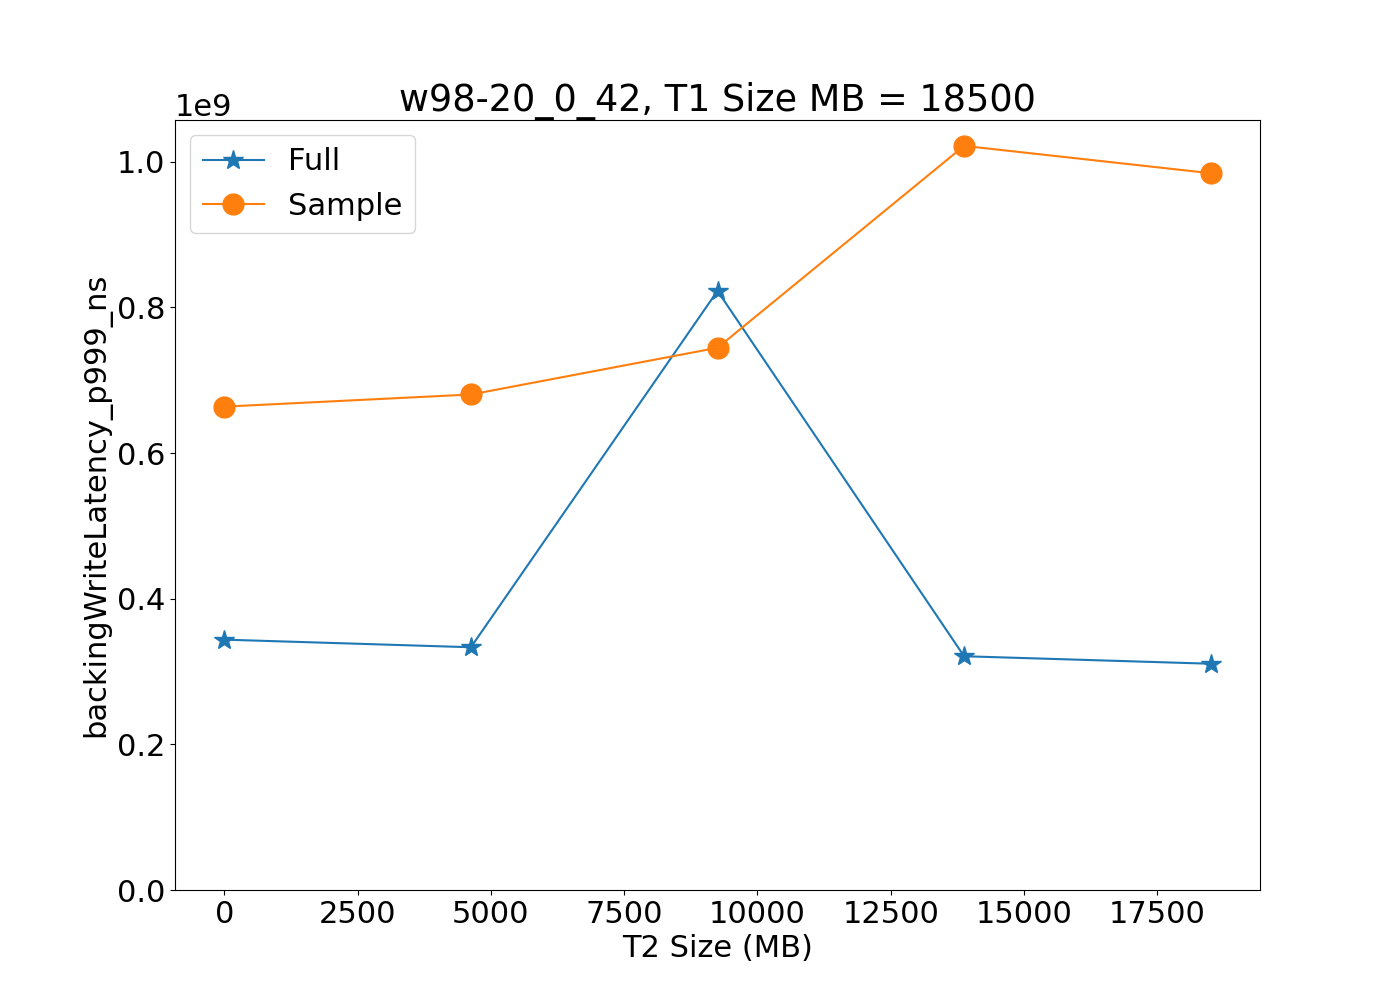 w98-20_0_42, T1 Size MB = 18500
1e9
Full
Sample
backingWriteLatency_p999_ns
1.0
0.8
0.6
0.4
0.2
0.0
0 2500 5000 7500 10000 12500 15000 17500
T2 Size (MB)